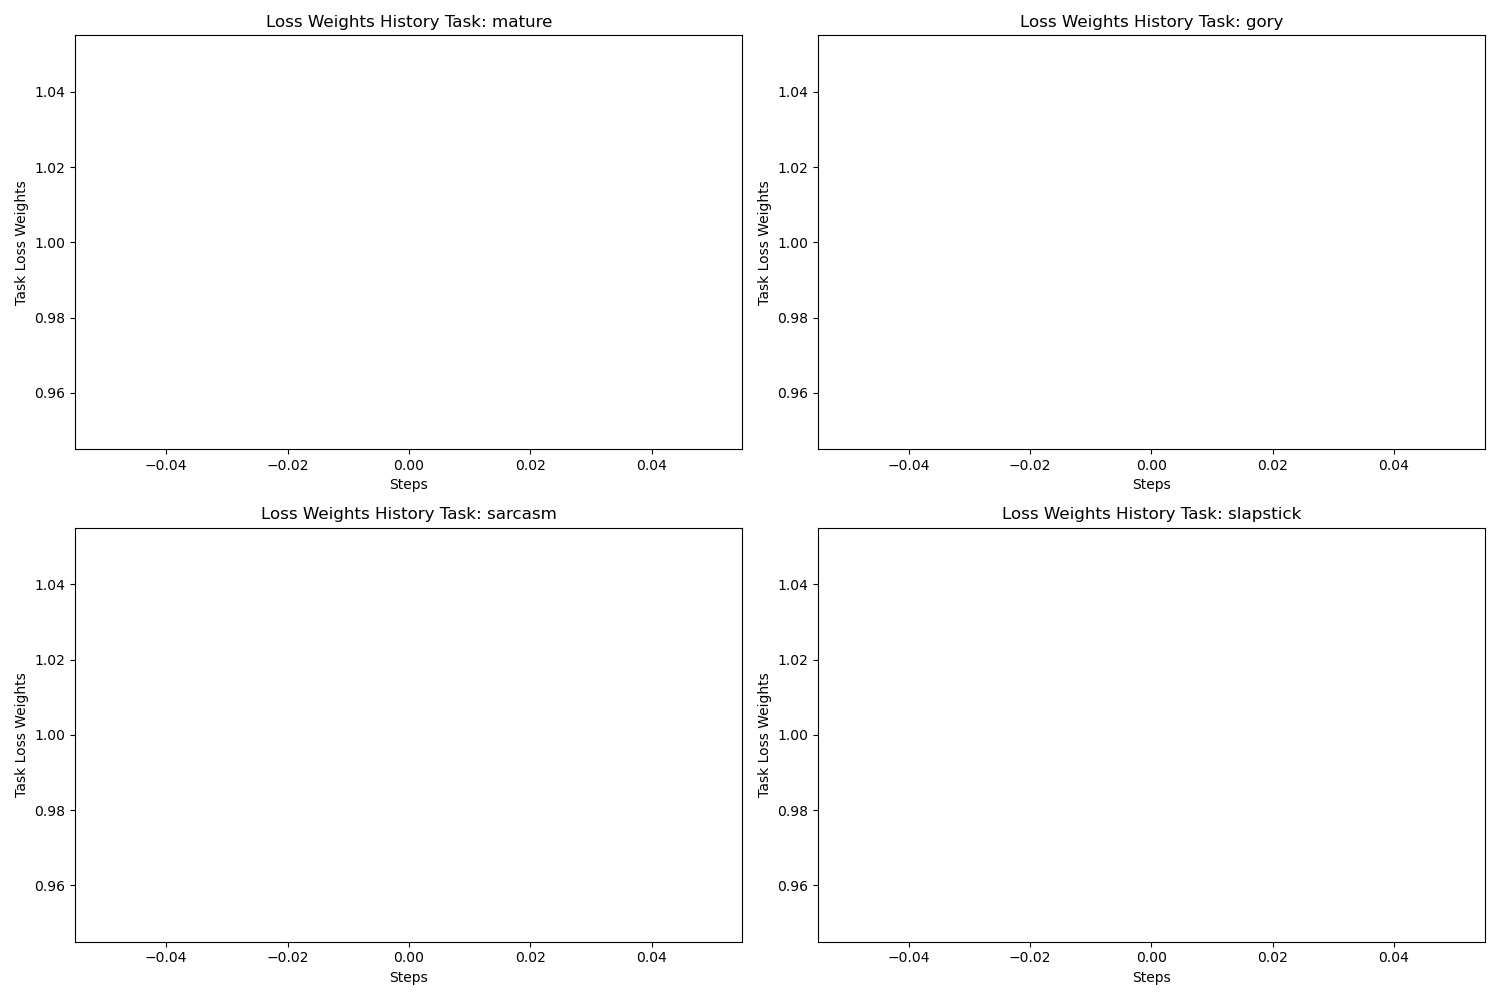 Loss Weights History Task: mature
1.04
1.02
1.00
0.98
0.96
Task Loss Weights
−0.04 −0.02 0.00 0.02 0.04
Steps
Loss Weights History Task: gory
1.04
1.02
1.00
0.98
0.96
Task Loss Weights
−0.04 −0.02 0.00 0.02 0.04
Steps
Loss Weights History Task: sarcasm
1.04
1.02
1.00
0.98
0.96
Task Loss Weights
−0.04 −0.02 0.00 0.02 0.04
Steps
Loss Weights History Task: slapstick
1.04
1.02
1.00
0.98
0.96
Task Loss Weights
−0.04 −0.02 0.00 0.02 0.04
Steps